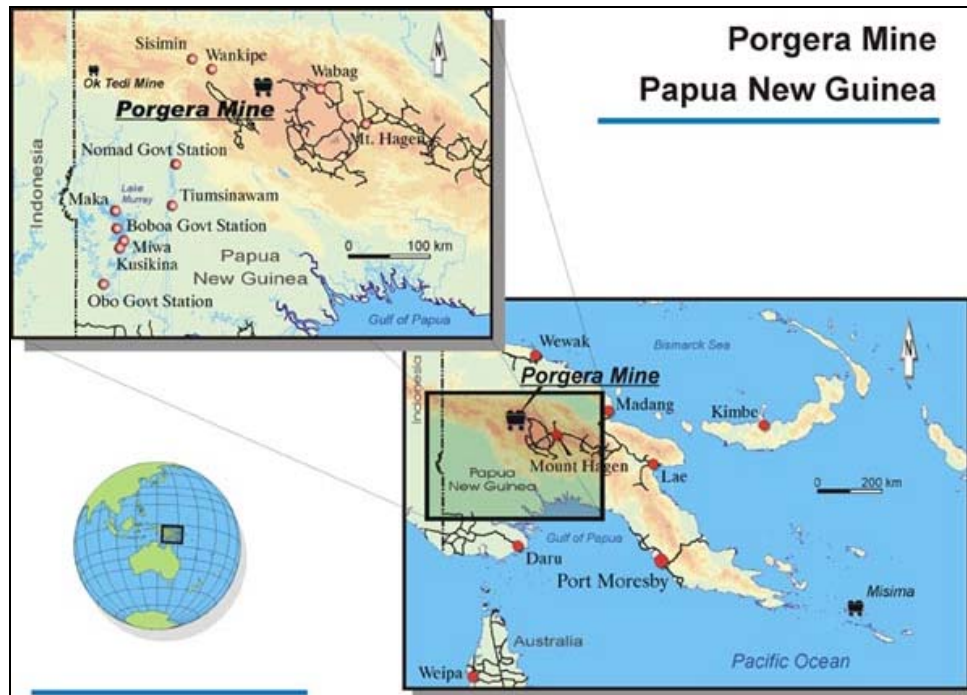 Porgera Mine
Papua New Guinea
N
Sisimin
Wankipe
Wabag
Ok Tedi Mine
Porgera Mine
Mt. Hagen
Nomad Govt Station
Indonesia
Lake
Murray
Maka
Tiumsinawam
Boboa Govt Station
Miwa
Kusikina
0 100 km
Papua
New Guinea
Obo Govt Station
Gulf of Papua
N
Wewak
Bismarck Sea
Porgera Mine
Indonesia
Madang
Kimbe
Mount Hagen
Lae
Papua
New Guinea
0 200 km
Gulf of Papua
Daru
Port Moresby
Misima
Australia
Weipa
Pacific Ocean